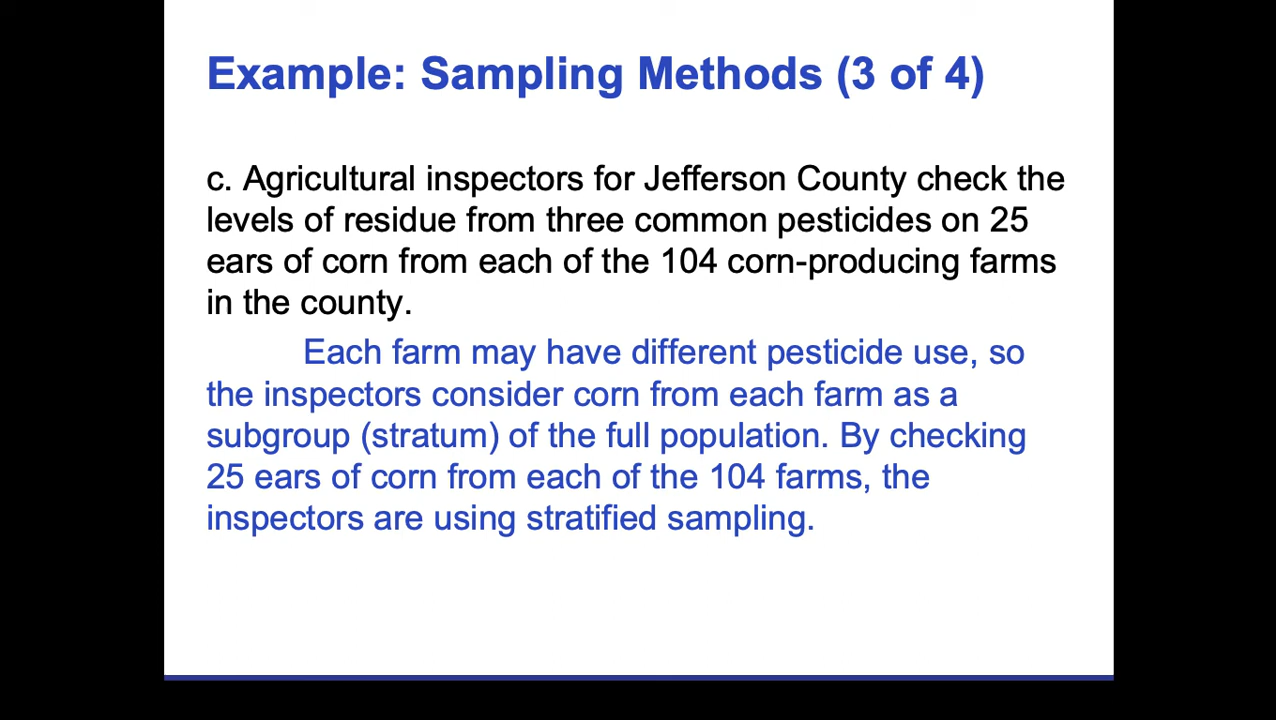 Example: Sampling Methods (3 of 4)
c. Agricultural inspectors for Jefferson County check the
levels of residue from three common pesticides on 25
ears of corn from each of the 104 corn-producing farms
in the county.
Each farm may have different pesticide use, so
the inspectors consider corn from each farm as a
subgroup (stratum) of the full population. By checking
25 ears of corn from each of the 104 farms, the
inspectors are using stratified sampling.